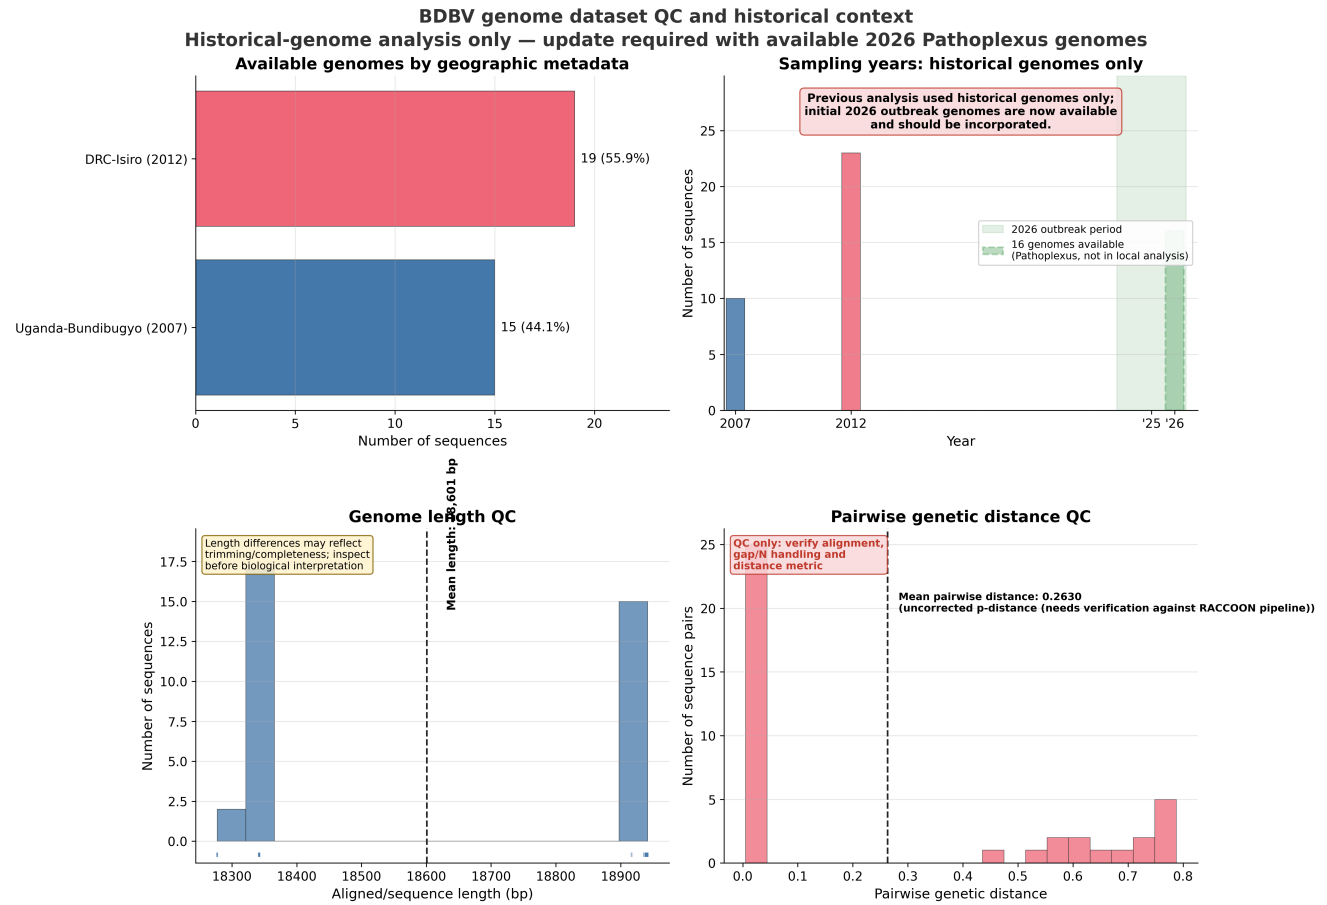 BDBV genome dataset QC and historical context
Historical-genome analysis only — update required with available 2026 Pathoplexus genomes
Available genomes by geographic metadata
DRC-Isiro (2012)
19 (55.9%)
Uganda-Bundibugyo (2007)
15 (44.1%)
0
5
10
15
20
Number of sequences
Sampling years: historical genomes only
Previous analysis used historical genomes only;
initial 2026 outbreak genomes are now available
and should be incorporated.
2026 outbreak period
16 genomes available
(Pathoplexus, not in local analysis)
Number of sequences
25
20
15
10
5
0
2007
2012
'25
'26
Year
Genome length QC
Length differences may reflect
trimming/completeness; inspect
before biological interpretation
Mean length: 18,601 bp
Number of sequences
17.5
15.0
12.5
10.0
7.5
5.0
2.5
0.0
18300
18400
18500
18600
18700
18800
18900
Aligned/sequence length (bp)
Pairwise genetic distance QC
QC only: verify alignment,
gap/N handling and
distance metric
Mean pairwise distance: 0.2630
(uncorrected p-distance (needs verification against RACCOON pipeline))
Number of sequence pairs
25
20
15
10
5
0
0.0
0.1
0.2
0.3
0.4
0.5
0.6
0.7
0.8
Pairwise genetic distance